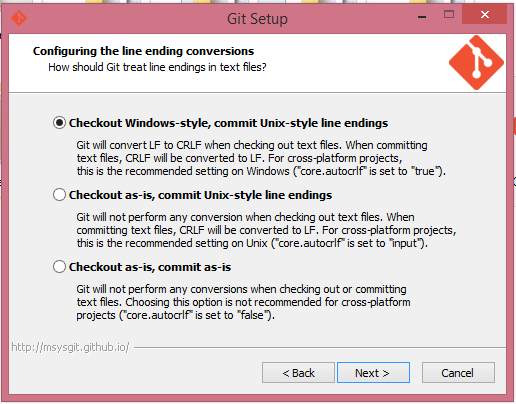 Git Setup
Configuring the line ending conversions
How should Git treat line endings in text files?
Checkout Windows-style, commit Unix-style line endings
Git will convert LF to CRLF when checking out text files. When committing
text files, CRLF will be converted to LF. For cross-platform projects,
this is the recommended setting on Windows ("core.autocrlf" is set to "true").
Checkout as-is, commit Unix-style line endings
Git will not perform any conversion when checking out text files. When
committing text files, CRLF will be converted to LF. For cross-platform projects,
this is the recommended setting on Unix ("core.autocrlf" is set to "input").
Checkout as-is, commit as-is
Git will not perform any conversions when checking out or committing
text files. Choosing this option is not recommended for cross-platform
projects ("core.autocrlf" is set to "false").
http://msysgit.github.io/
< Back
Next >
Cancel